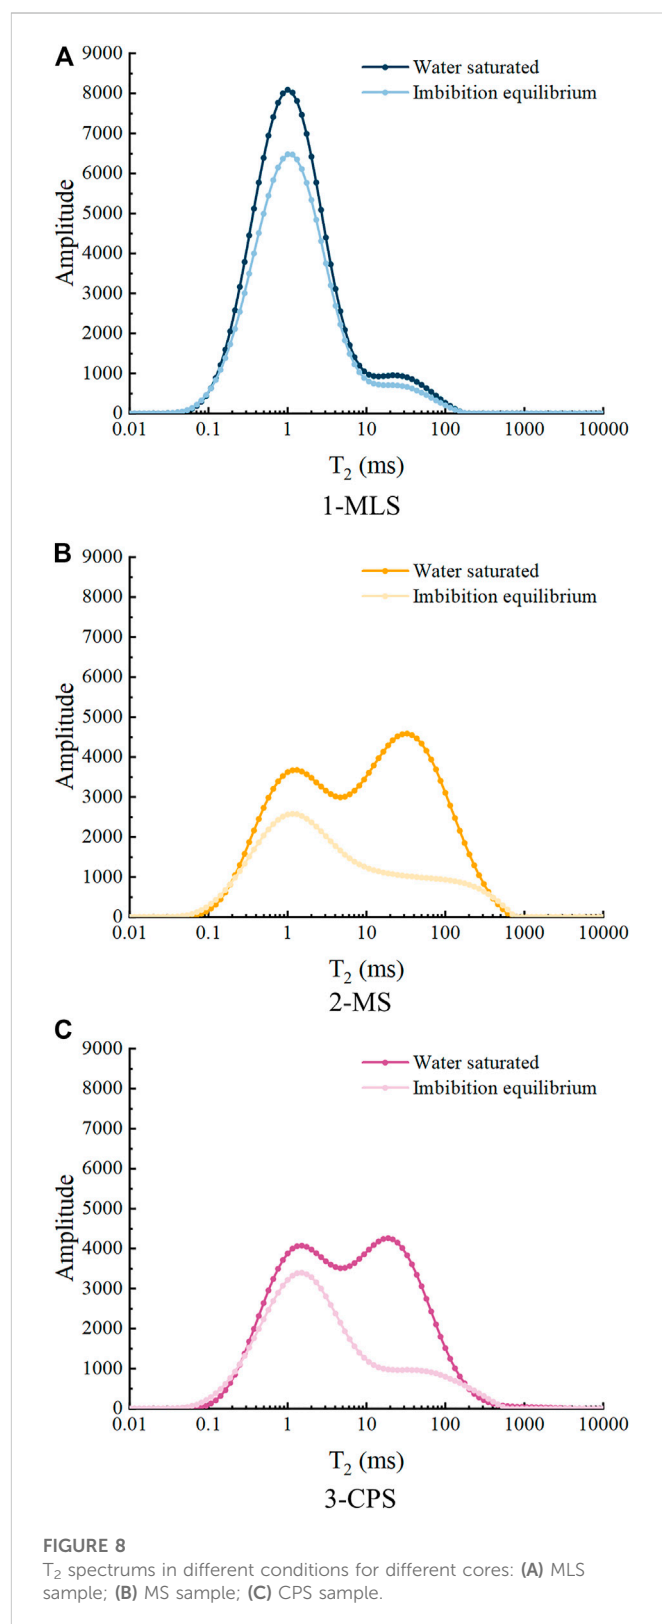 A
9000
8000
7000
6000
5000
4000
3000
2000
1000
0
Amplitude
Water saturated
Imbibition equilibrium
0.01 0.1 1 10 100 1000 10000
T₂ (ms)
1-MLS
B
9000
8000
7000
6000
5000
4000
3000
2000
1000
0
Amplitude
Water saturated
Imbibition equilibrium
0.01 0.1 1 10 100 1000 10000
T₂ (ms)
2-MS
C
9000
8000
7000
6000
5000
4000
3000
2000
1000
0
Amplitude
Water saturated
Imbibition equilibrium
0.01 0.1 1 10 100 1000 10000
T₂ (ms)
3-CPS
FIGURE 8
T₂ spectrums in different conditions for different cores: (A) MLS
sample; (B) MS sample; (C) CPS sample.